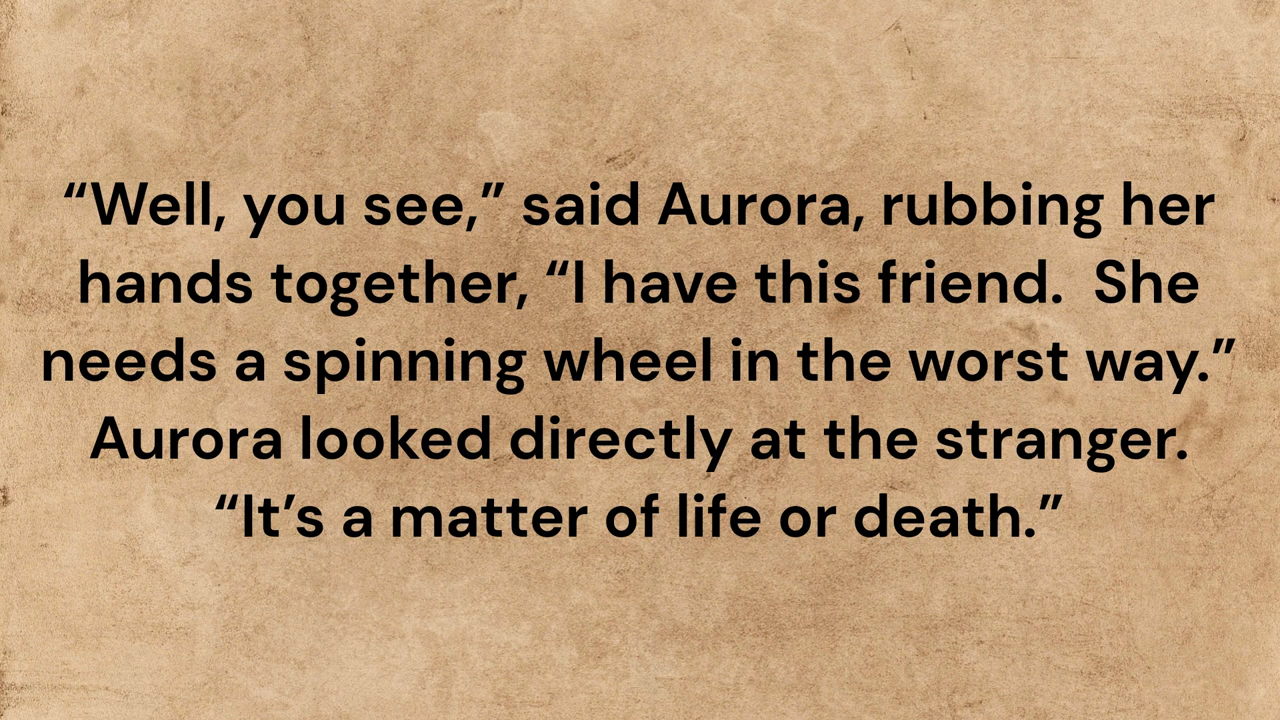 “Well, you see,” said Aurora, rubbing her
hands together, “I have this friend.  She
needs a spinning wheel in the worst way.”
Aurora looked directly at the stranger.
“It’s a matter of life or death.”